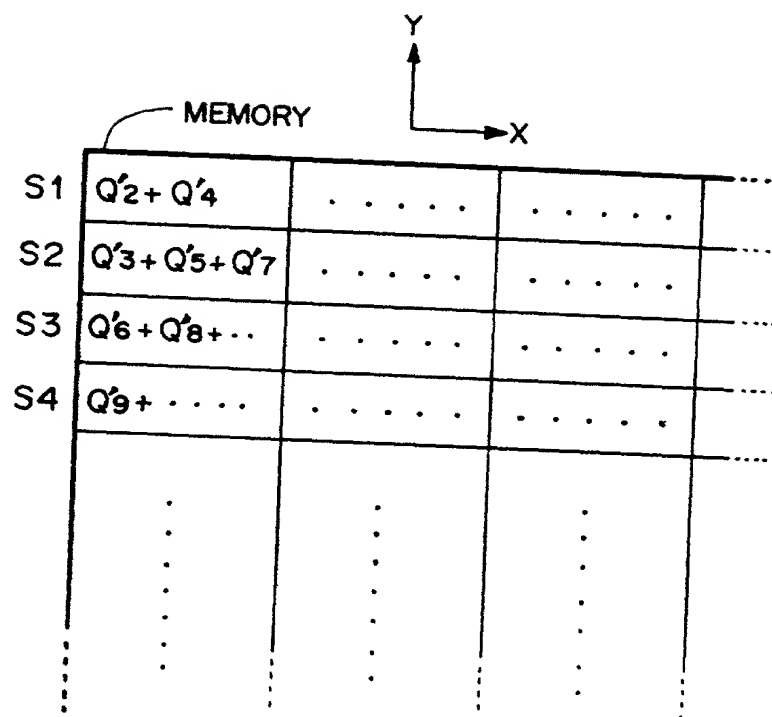 Y
X
MEMORY
S1 Q'2+ Q'4 ..... .....
S2 Q'3+Q'5+Q'7 ..... .....
S3 Q'6+Q'8+·· ..... .....
S4 Q'9+ ···· ..... .....